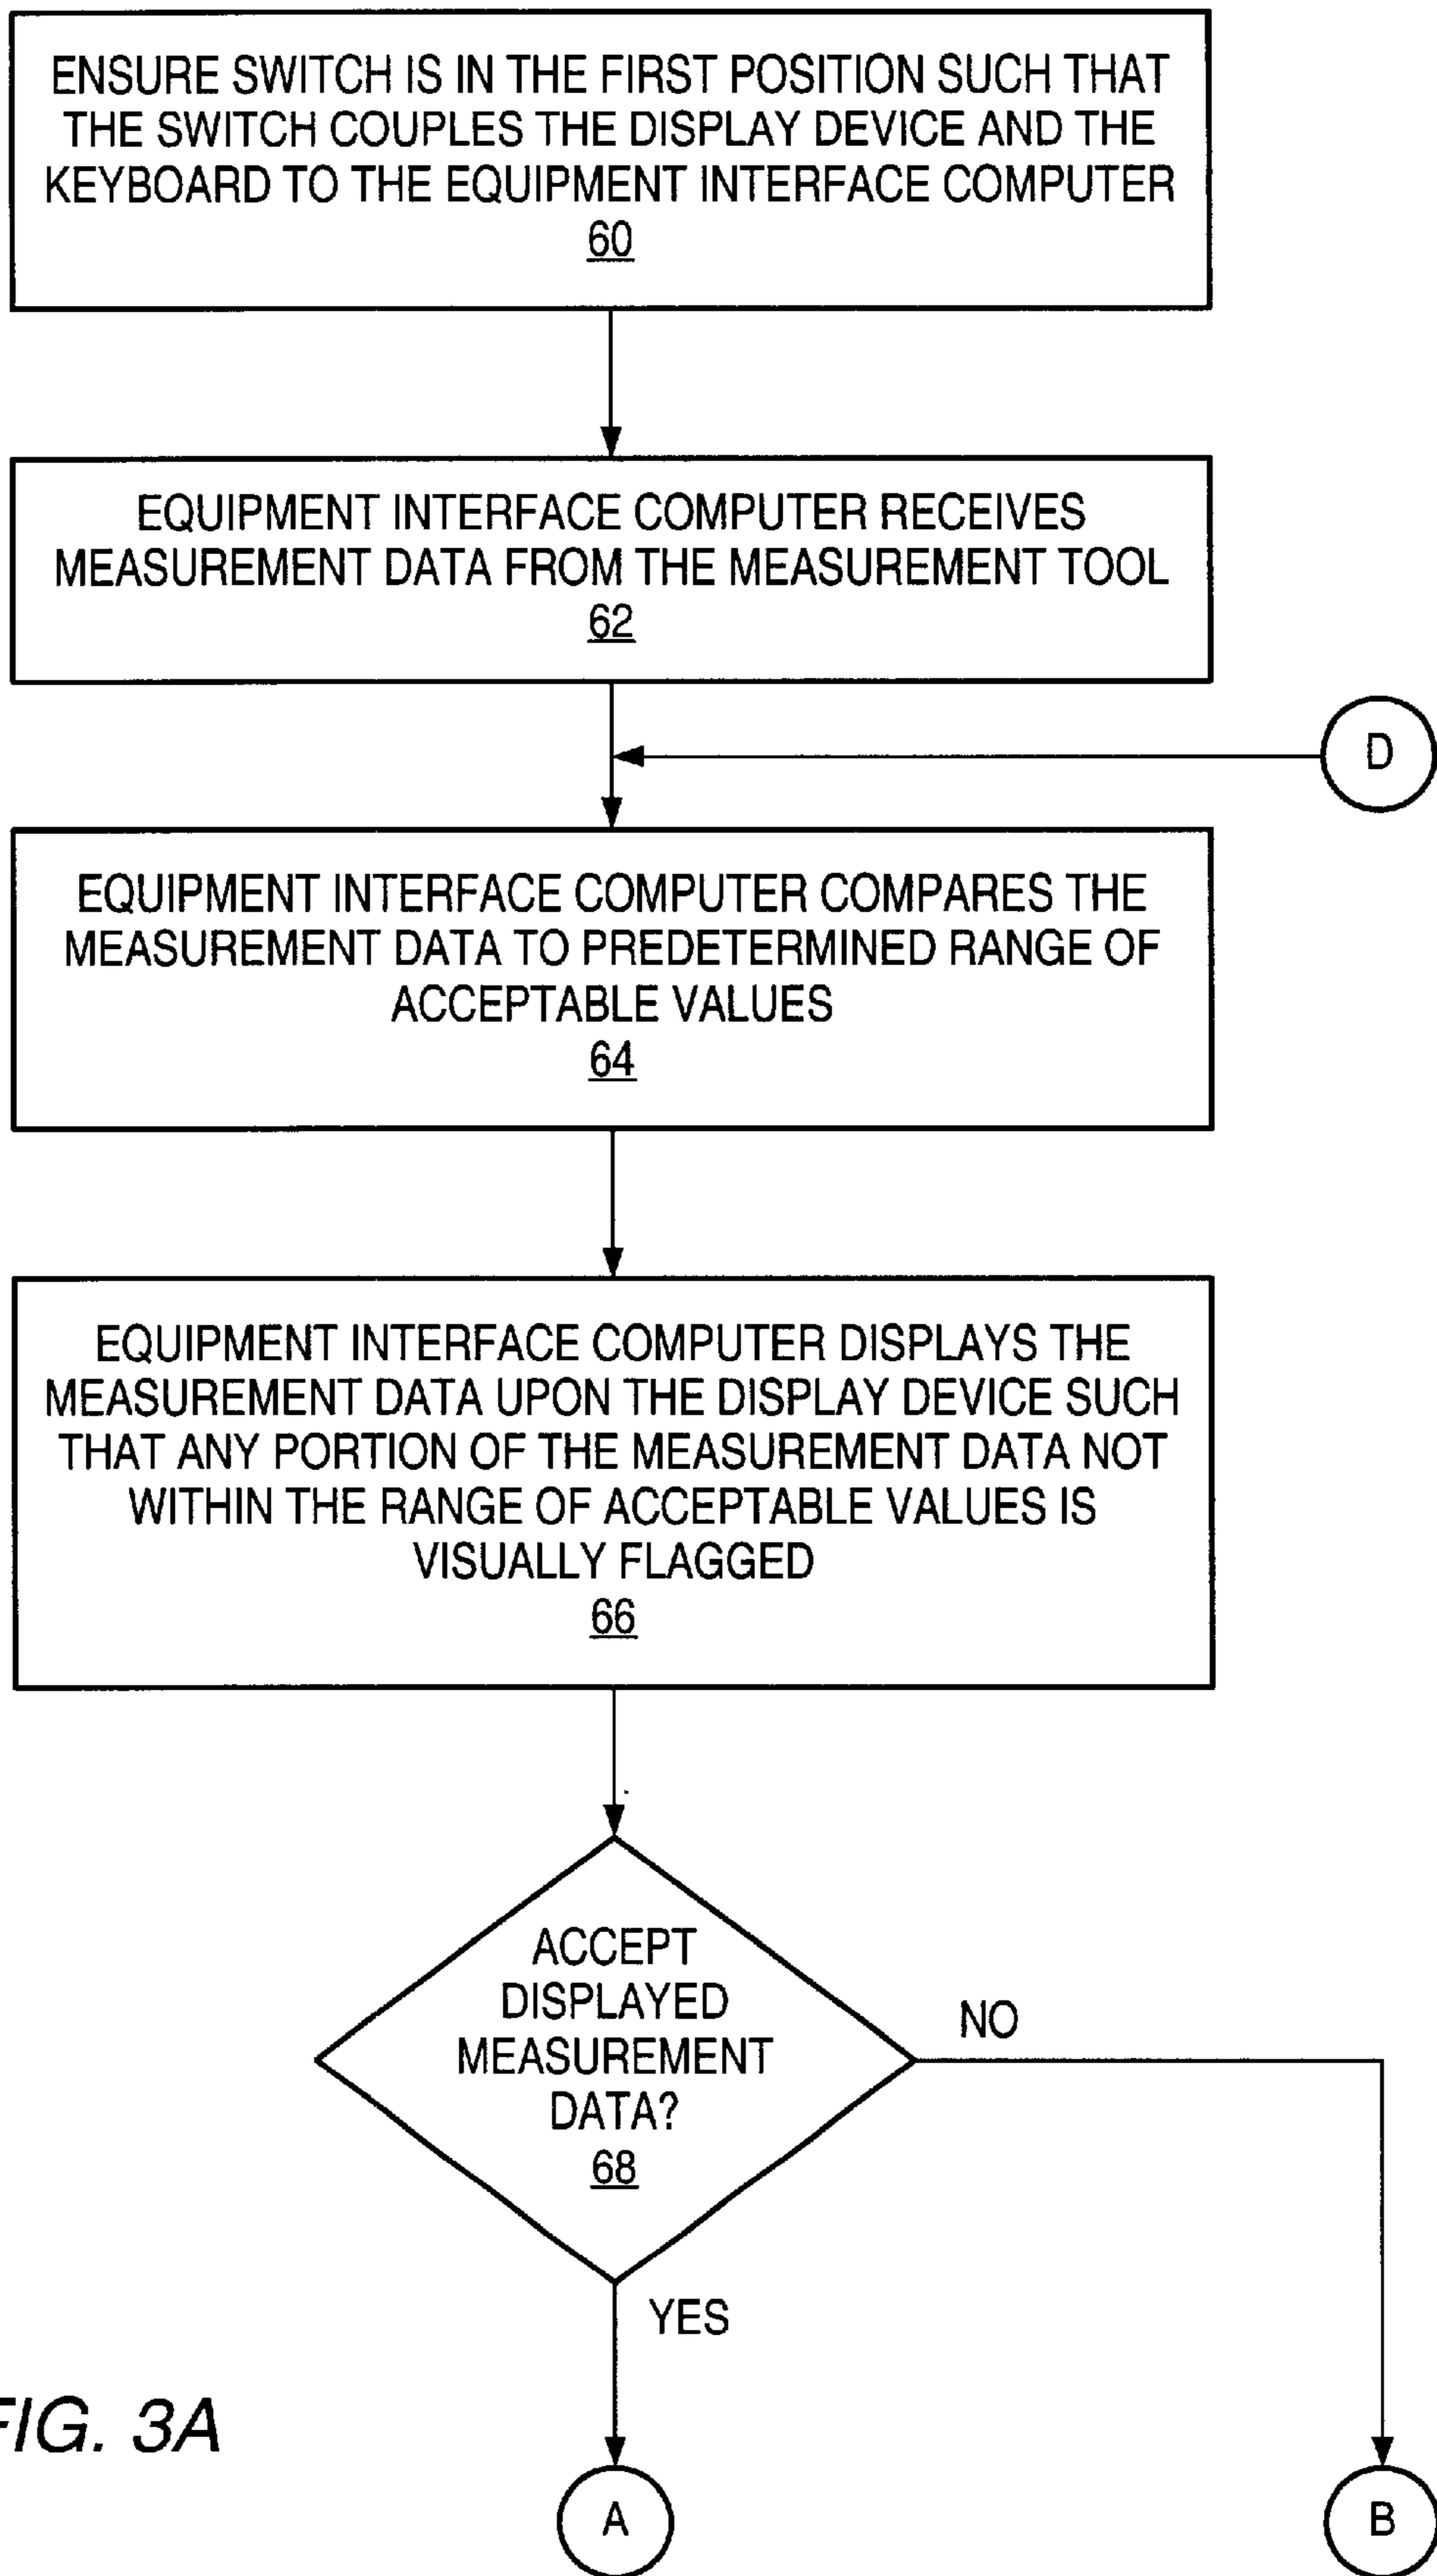 ENSURE SWITCH IS IN THE FIRST POSITION SUCH THAT
THE SWITCH COUPLES THE DISPLAY DEVICE AND THE
KEYBOARD TO THE EQUIPMENT INTERFACE COMPUTER
60
EQUIPMENT INTERFACE COMPUTER RECEIVES
MEASUREMENT DATA FROM THE MEASUREMENT TOOL
62
D
EQUIPMENT INTERFACE COMPUTER COMPARES THE
MEASUREMENT DATA TO PREDETERMINED RANGE OF
ACCEPTABLE VALUES
64
EQUIPMENT INTERFACE COMPUTER DISPLAYS THE
MEASUREMENT DATA UPON THE DISPLAY DEVICE SUCH
THAT ANY PORTION OF THE MEASUREMENT DATA NOT
WITHIN THE RANGE OF ACCEPTABLE VALUES IS
VISUALLY FLAGGED
66
ACCEPT
DISPLAYED
MEASUREMENT
DATA?
68
NO
YES
FIG. 3A
A
B